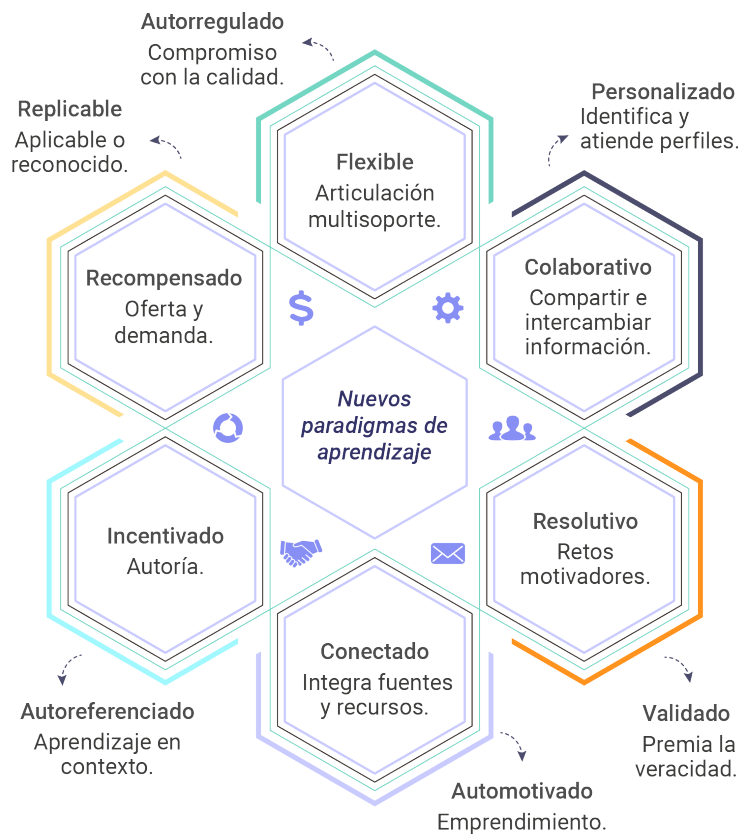 Autorregulado
Compromiso
con la calidad.
Personalizado
Identifica y
atiende perfiles.
Replicable
Aplicable o
reconocido.
Flexible
Articulación
multisoporte.
Recompensado
Oferta y
demanda.
Colaborativo
Compartir e
intercambiar
información.
Nuevos
paradigmas de
aprendizaje
Incentivado
Autoría.
Resolutivo
Retos
motivadores.
Conectado
Integra fuentes
y recursos.
Autoreferenciado
Aprendizaje en
contexto.
Validado
Premia la
veracidad.
Automotivado
Emprendimiento.